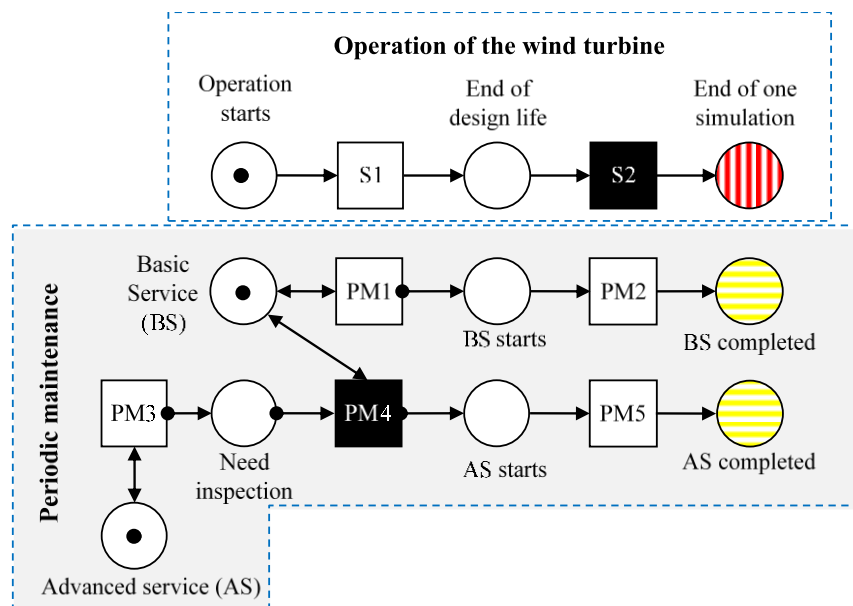 Operation of the wind turbine
Operation
starts
End of
design life
End of one
simulation
S1
S2
Periodic maintenance
Basic
Service
(BS)
PM1
PM2
BS starts
BS completed
PM3
PM4
PM5
Need
inspection
AS starts
AS completed
Advanced service (AS)